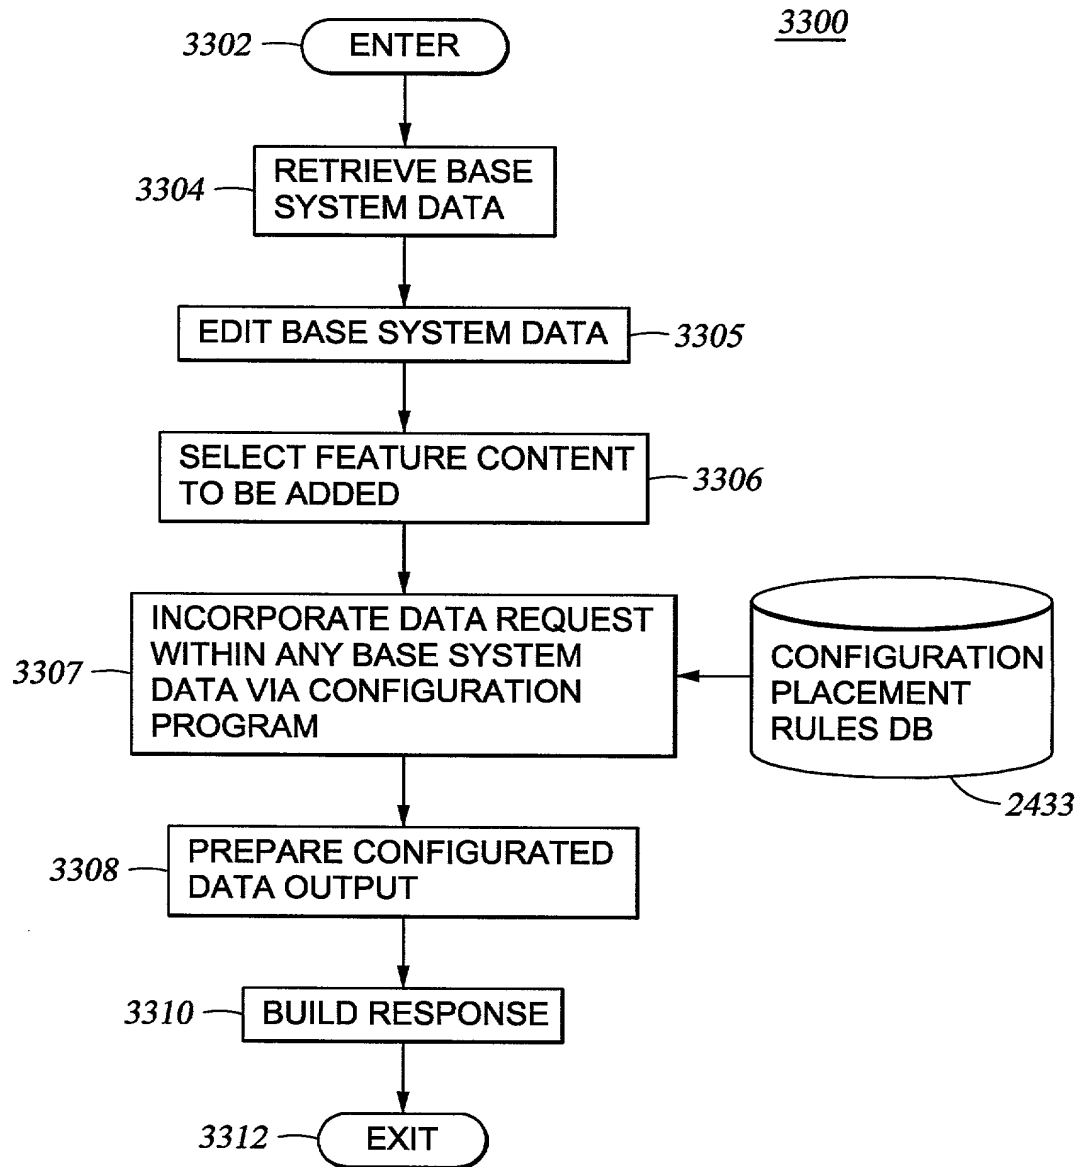 3300
3302
ENTER
3304
RETRIEVE BASE
SYSTEM DATA
EDIT BASE SYSTEM DATA
3305
SELECT FEATURE CONTENT
TO BE ADDED
3306
3307
INCORPORATE DATA REQUEST
WITHIN ANY BASE SYSTEM
DATA VIA CONFIGURATION
PROGRAM
CONFIGURATION
PLACEMENT
RULES DB
2433
3308
PREPARE CONFIGURATED
DATA OUTPUT
3310
BUILD RESPONSE
3312
EXIT